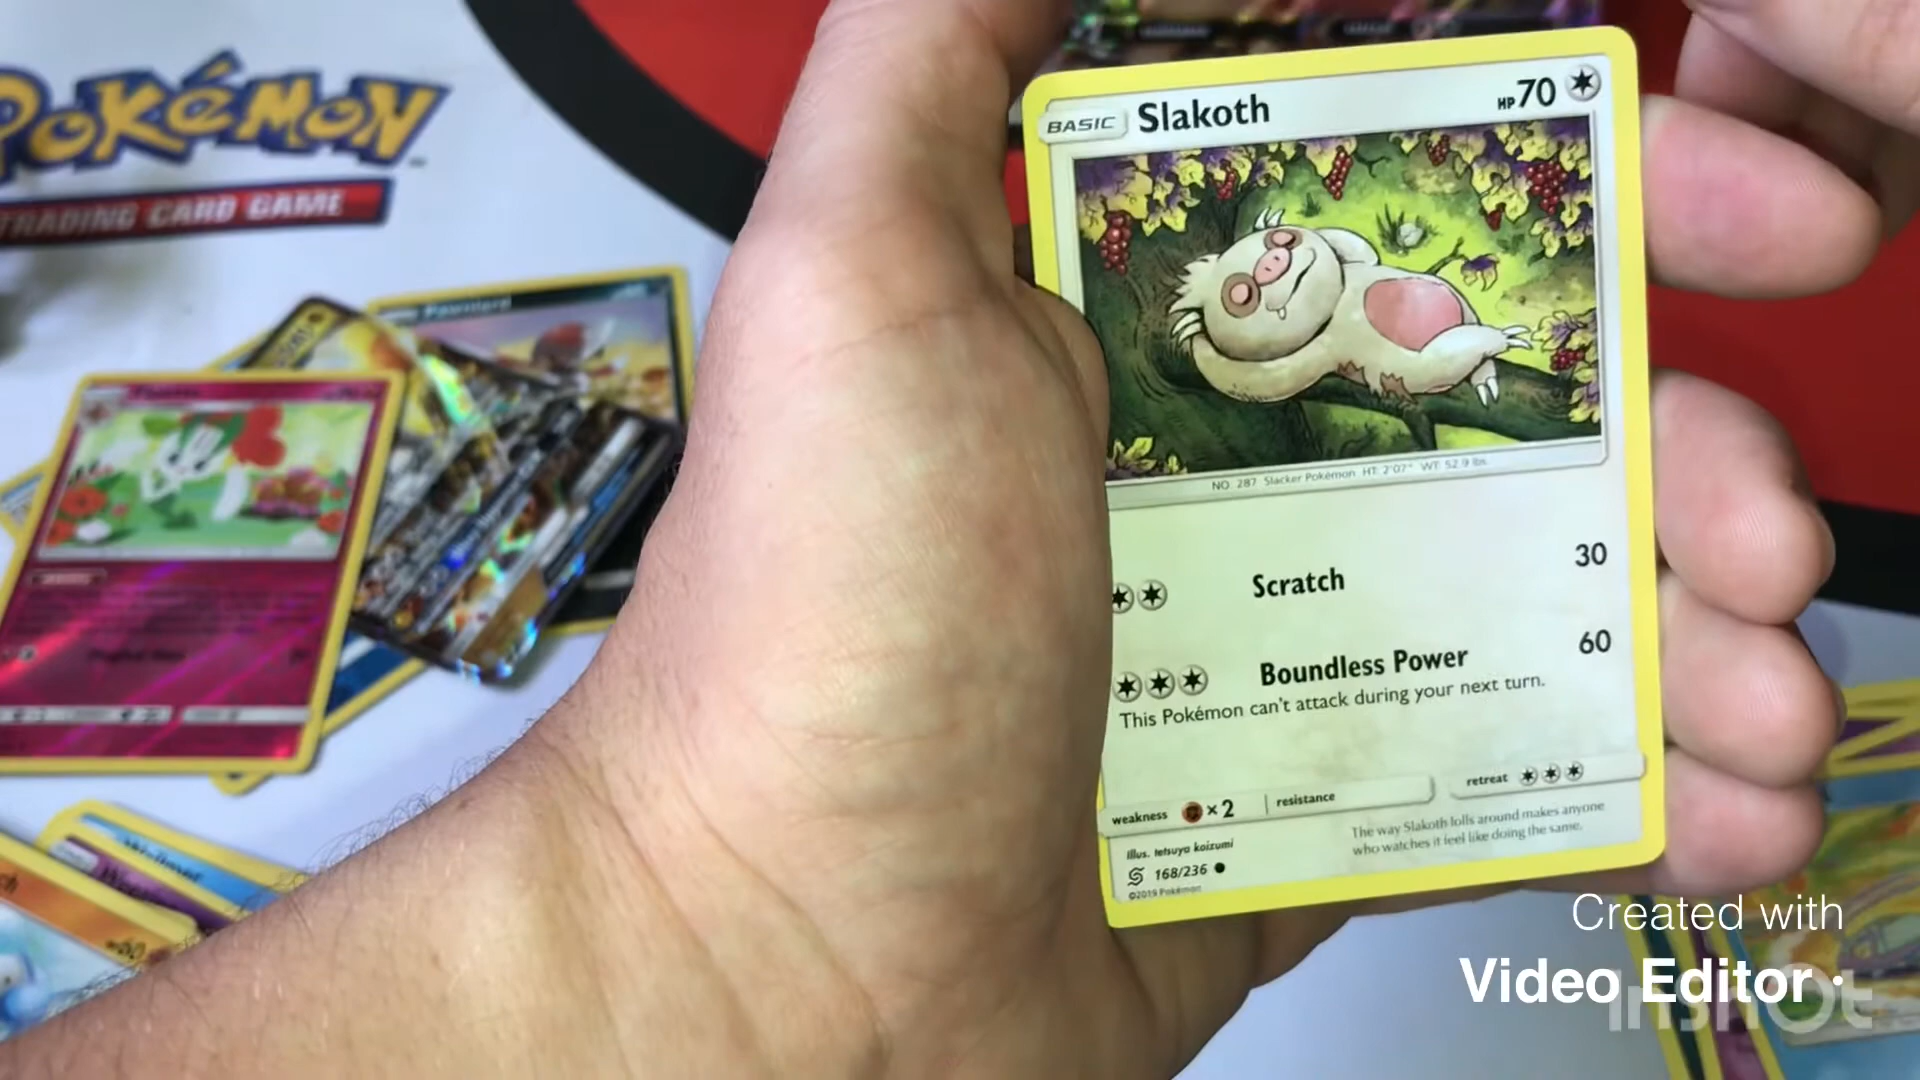 POKéMON
TRADING CARD GAME
Pawniard
BASIC Slakoth HP 70
NO. 287 Slacker Pokémon HT: 2'07" WT: 52.9 lbs.
Scratch 30
Boundless Power 60
This Pokémon can't attack during your next turn.
weakness ×2 resistance retreat
The way Slakoth lolls around makes anyone
who watches it feel like doing the same.
Illus. tetsuya koizumi
168/236
©2019 Pokémon
Created with
Video Editor
InShOt